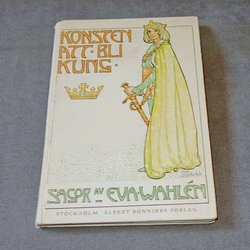 KONSTEN
ATT·BLI
KUNG·
SAGOR AV
EVA·WAHLÉN
STOCKHOLM. ALBERT BONNIERS FÖRLAG